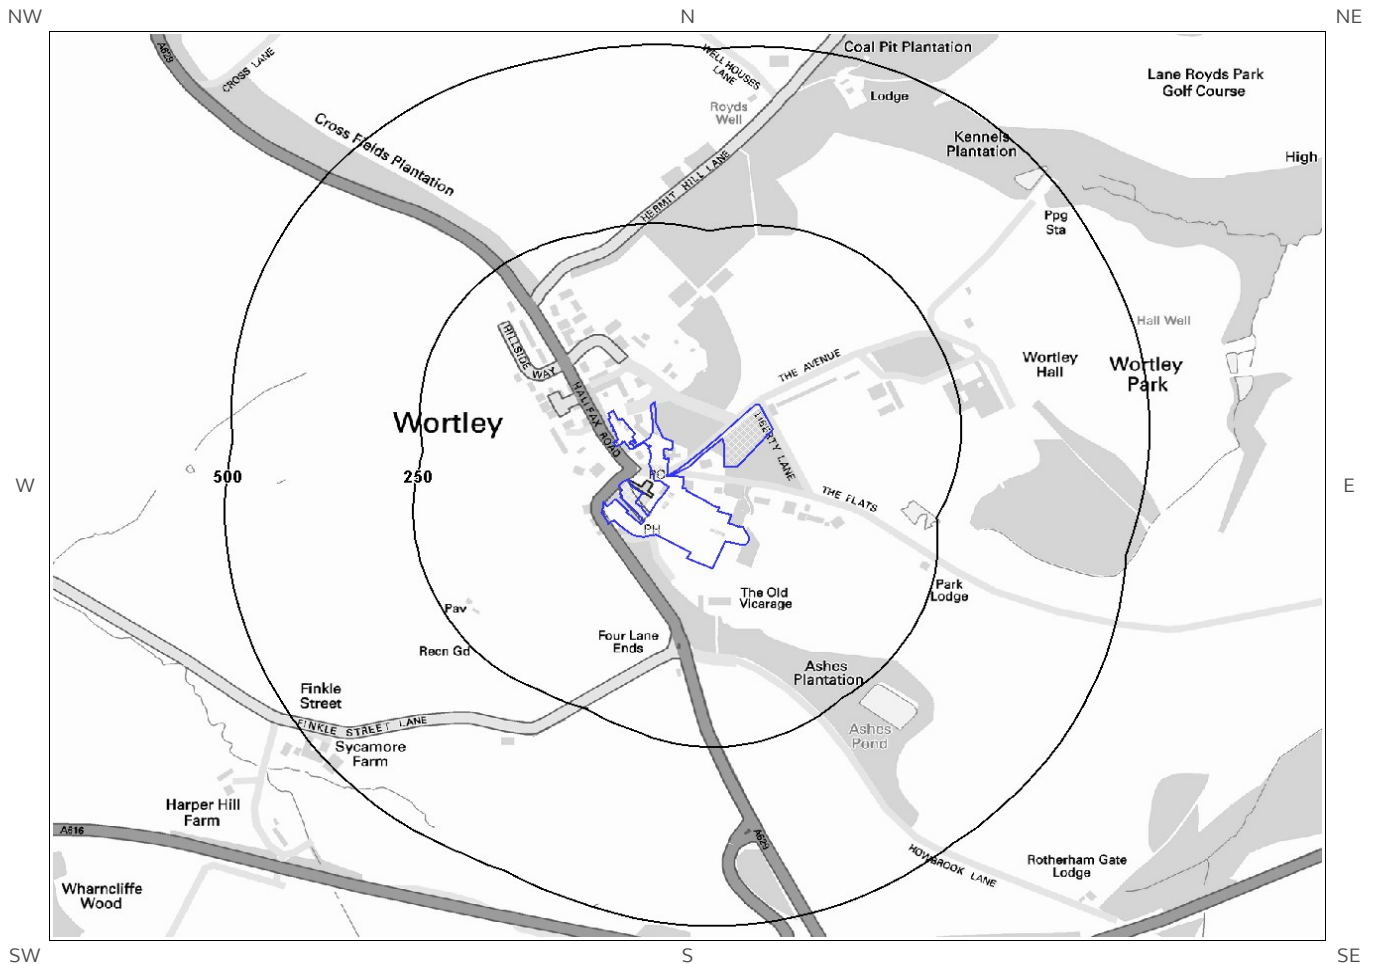 NW
N
NE
A629
CROSS LANE
WELL HOUSES
LANE
Coal Pit Plantation
Lane Royds Park
Golf Course
Lodge
Royds
Well
Cross Fields Plantation
Kennels
Plantation
High
HERMIT HILL LANE
Ppg
Sta
Hall Well
HILLSIDE WAY
THE AVENUE
Wortley
Hall
Wortley
Park
HALIFAX ROAD
Wortley
LIBERTY LANE
500
250
PO
W
E
THE FLATS
PH
Park
Lodge
The Old
Vicarage
Pav
Four Lane
Ends
Recn Gd
Ashes
Plantation
Finkle
Street
FINKLE STREET LANE
Ashes
Pond
Sycamore
Farm
Harper Hill
Farm
A616
A629
HOWBROOK LANE
Rotherham Gate
Lodge
Wharncliffe
Wood
SW
S
SE